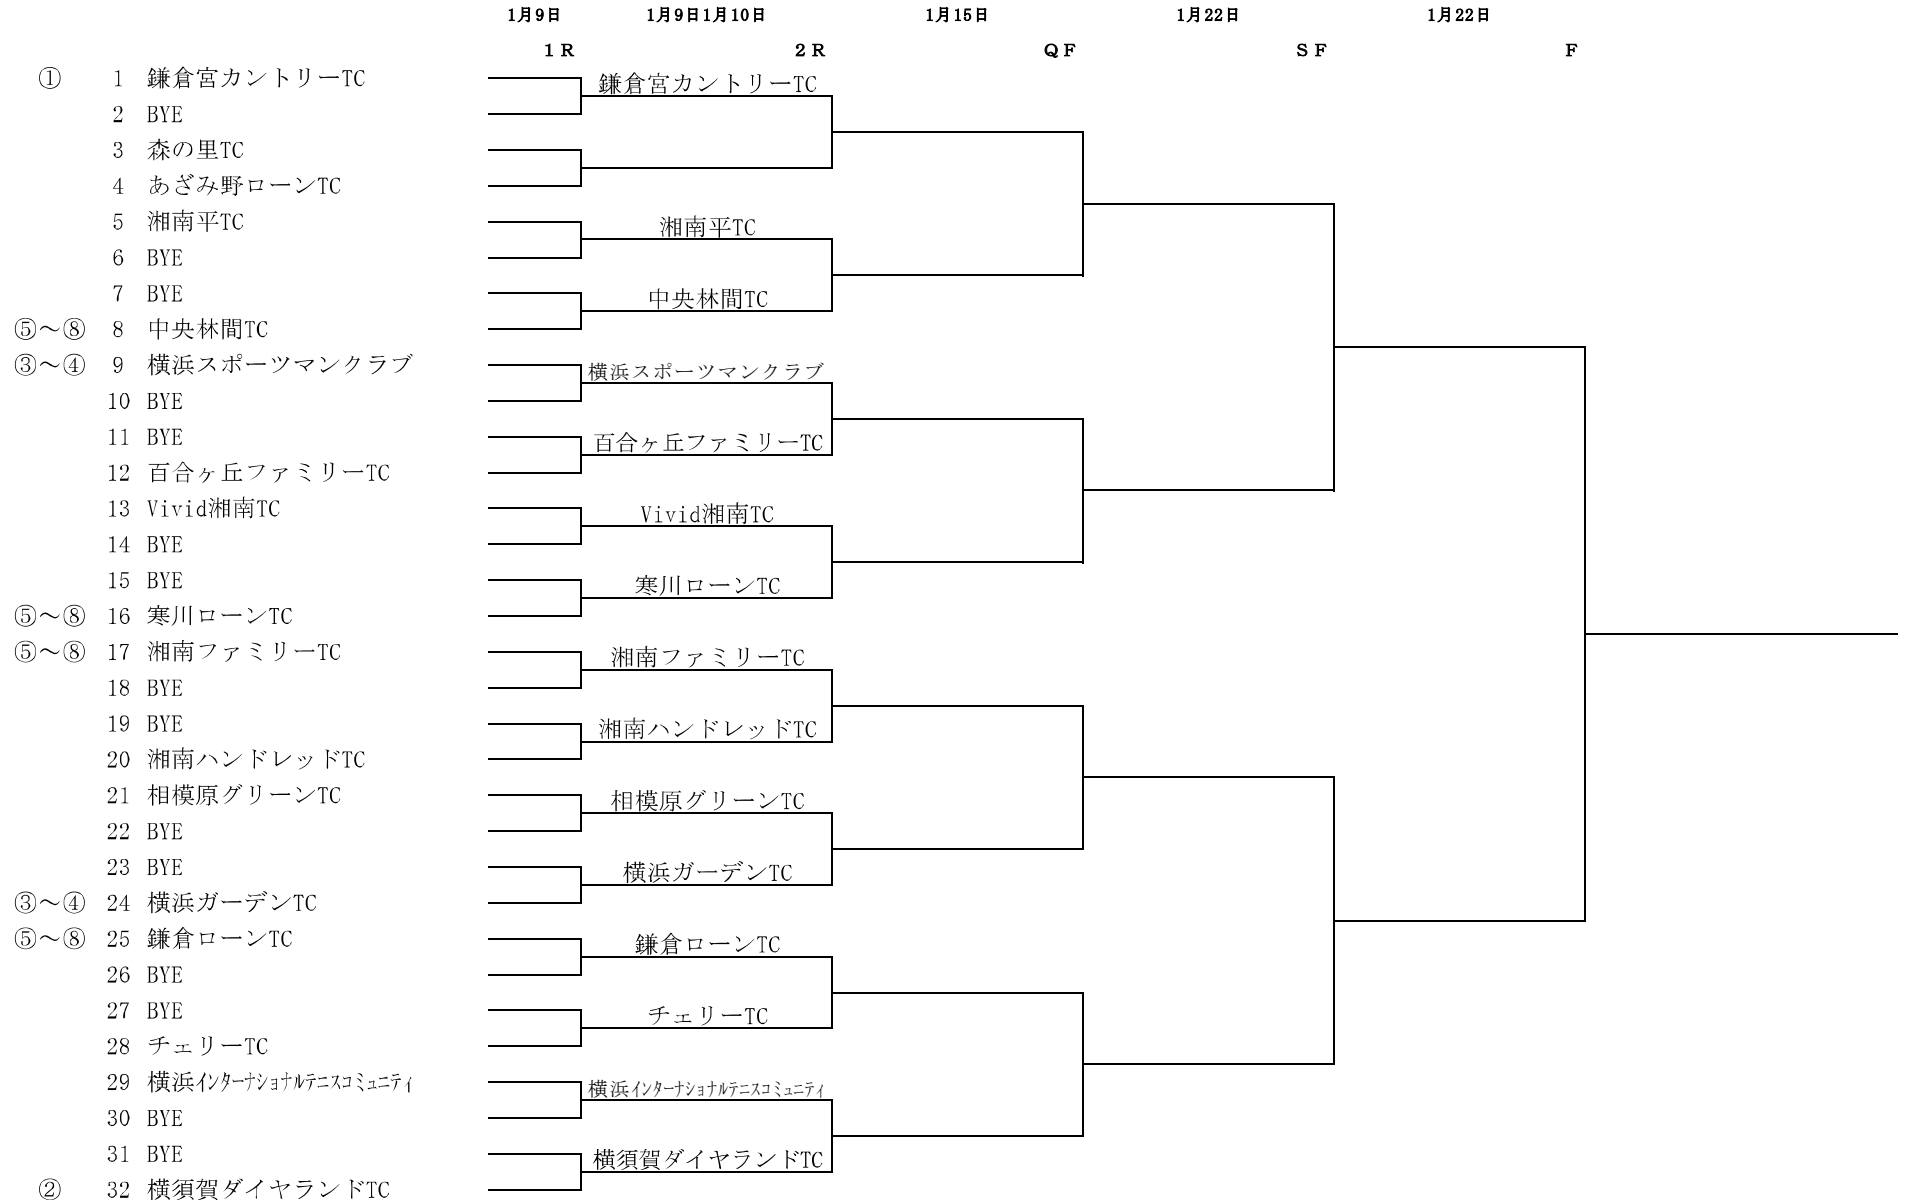 1月9日 1月9日1月10日 1月15日 1月22日 1月22日
１Ｒ ２Ｒ ＱＦ ＳＦ Ｆ
① 1 鎌倉宮カントリーTC 鎌倉宮カントリーTC
2 BYE
3 森の里TC
4 あざみ野ローンTC
5 湘南平TC 湘南平TC
6 BYE
7 BYE 中央林間TC
⑤～⑧ 8 中央林間TC
③～④ 9 横浜スポーツマンクラブ 横浜スポーツマンクラブ
10 BYE
11 BYE 百合ヶ丘ファミリーTC
12 百合ヶ丘ファミリーTC
13 Vivid湘南TC Vivid湘南TC
14 BYE
15 BYE 寒川ローンTC
⑤～⑧ 16 寒川ローンTC
⑤～⑧ 17 湘南ファミリーTC 湘南ファミリーTC
18 BYE
19 BYE 湘南ハンドレッドTC
20 湘南ハンドレッドTC
21 相模原グリーンTC 相模原グリーンTC
22 BYE
23 BYE 横浜ガーデンTC
③～④ 24 横浜ガーデンTC
⑤～⑧ 25 鎌倉ローンTC 鎌倉ローンTC
26 BYE
27 BYE チェリーTC
28 チェリーTC
29 横浜ｲﾝﾀｰﾅｼｮﾅﾙﾃﾆｽｺﾐｭﾆﾃｨ 横浜ｲﾝﾀｰﾅｼｮﾅﾙﾃﾆｽｺﾐｭﾆﾃｨ
30 BYE
31 BYE 横須賀ダイヤランドTC
② 32 横須賀ダイヤランドTC